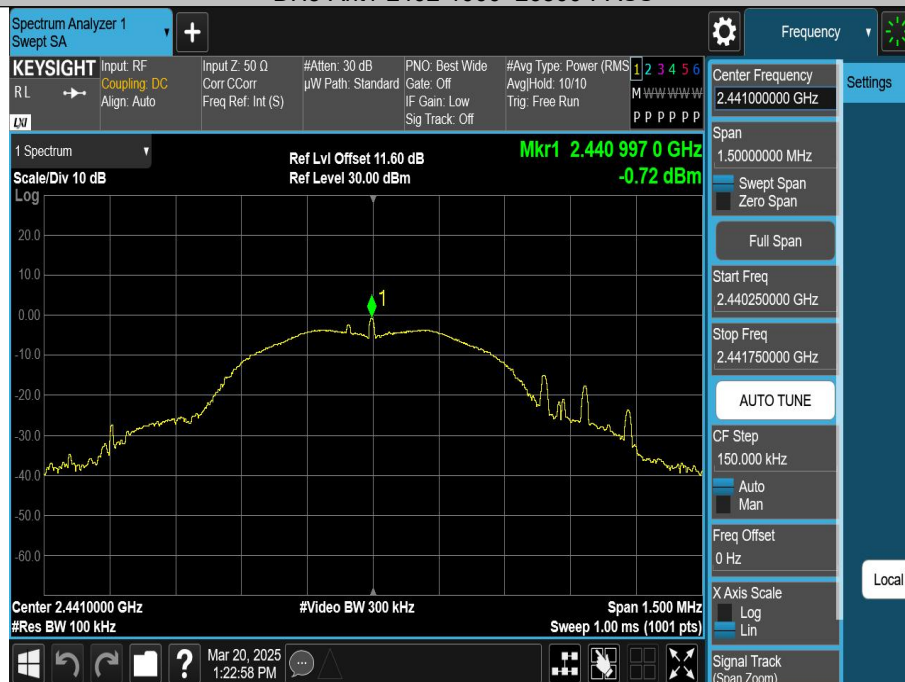 Spectrum Analyzer 1
Swept SA
+
Frequency
KEYSIGHT
RL
LXI
Input: RF
Coupling: DC
Align: Auto
Input Z: 50 Ω
Corr CCorr
Freq Ref: Int (S)
#Atten: 30 dB
µW Path: Standard
PNO: Best Wide
Gate: Off
IF Gain: Low
Sig Track: Off
#Avg Type: Power (RMS
Avg|Hold: 10/10
Trig: Free Run
1 2 3 4 5 6
M W W W W W
P P P P P P
1 Spectrum
Scale/Div 10 dB
Log
Ref Lvl Offset 11.60 dB
Ref Level 30.00 dBm
Mkr1 2.440 997 0 GHz
-0.72 dBm
20.0
10.0
0.00
-10.0
-20.0
-30.0
-40.0
-50.0
-60.0
1
Center 2.4410000 GHz
#Res BW 100 kHz
#Video BW 300 kHz
Span 1.500 MHz
Sweep 1.00 ms (1001 pts)
Center Frequency
2.441000000 GHz
Settings
Span
1.50000000 MHz
Swept Span
Zero Span
Full Span
Start Freq
2.440250000 GHz
Stop Freq
2.441750000 GHz
AUTO TUNE
CF Step
150.000 kHz
Auto
Man
Freq Offset
0 Hz
Local
X Axis Scale
Log
Lin
Signal Track
(Span Zoom)
?
Mar 20, 2025
1:22:58 PM